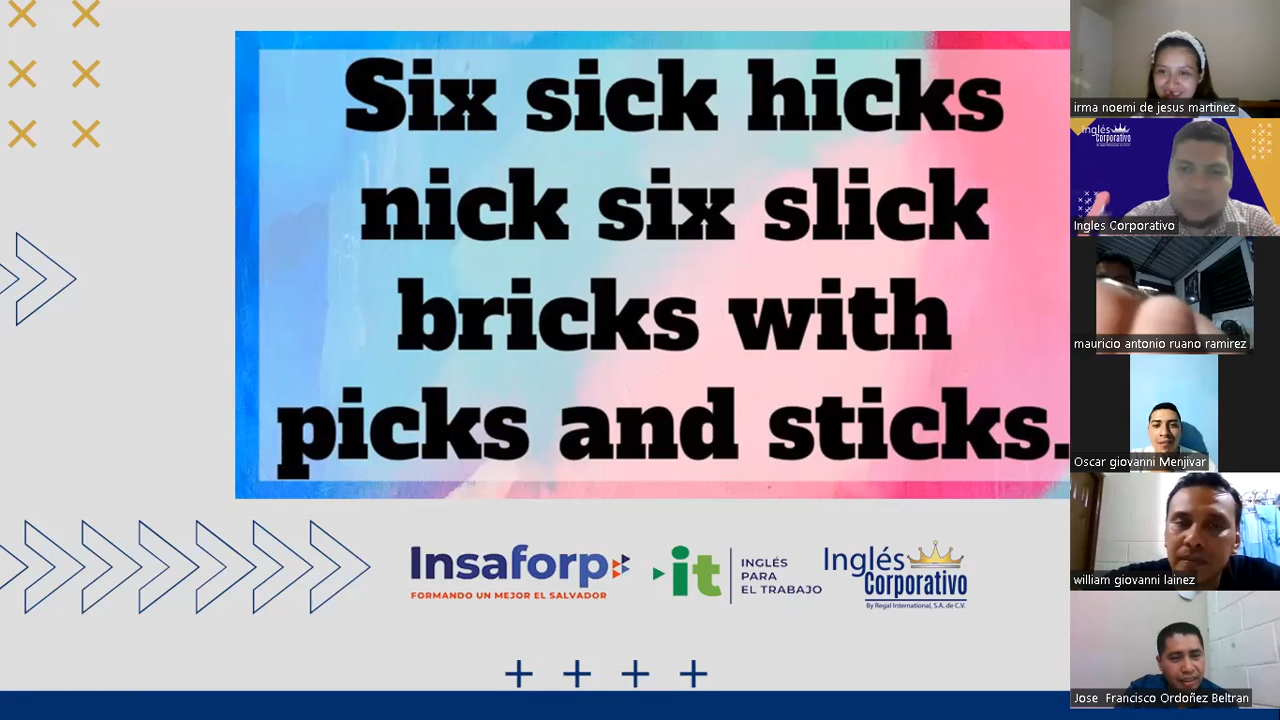 Six sick hicks
nick six slick
bricks with
picks and sticks.
Insaforp
FORMANDO UN MEJOR EL SALVADOR
it
INGLÉS
PARA
EL TRABAJO
Inglés
Corporativo
By Regal International, S.A. de C.V.
irma noemi de jesus martinez
Inglés
Ingles Corporativo
mauricio antonio ruano ramirez
Oscar giovanni Menjivar
william giovanni lainez
Jose Francisco Ordoñez Beltran